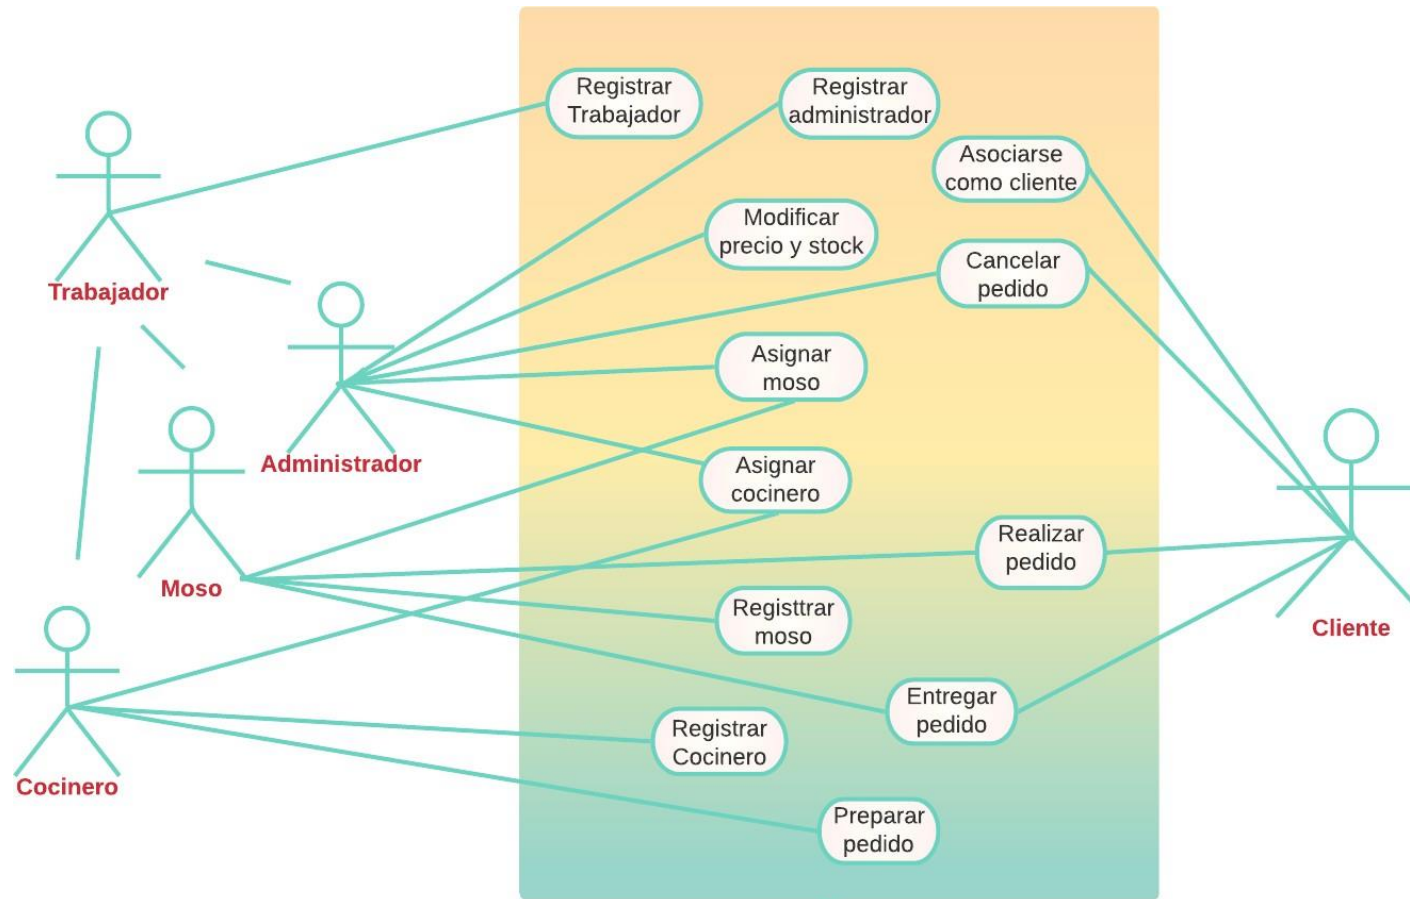 Registrar
Trabajador
Registrar
administrador
Asociarse
como cliente
Modificar
precio y stock
Cancelar
pedido
Trabajador
Asignar
moso
Administrador
Asignar
cocinero
Realizar
pedido
Moso
Registtrar
moso
Cliente
Entregar
pedido
Registrar
Cocinero
Cocinero
Preparar
pedido